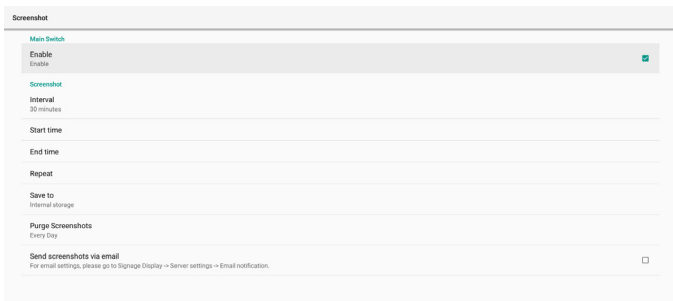 Screenshot
Main Switch
Enable
Enable
Screenshot
Interval
30 minutes
Start time
End time
Repeat
Save to
Internal storage
Purge Screenshots
Every Day
Send screenshots via email
For email settings, please go to Signage Display -> Server settings -> Email notification.